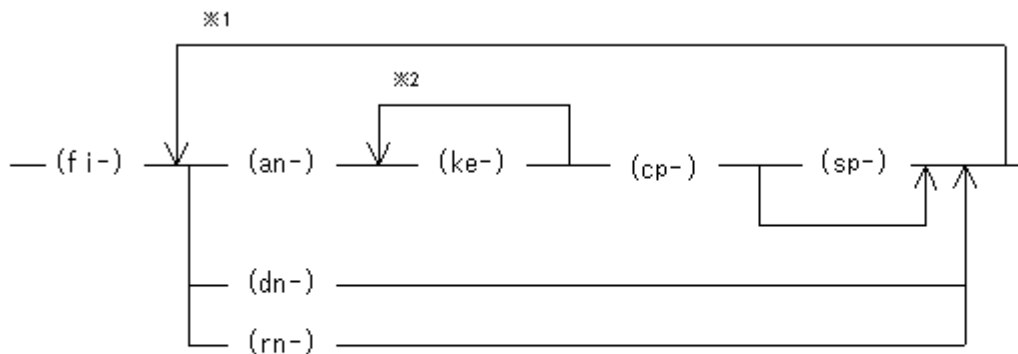 ※1
※2
(fi-) (an-) (ke-) (cp-) (sp-)
(dn-)
(rn-)